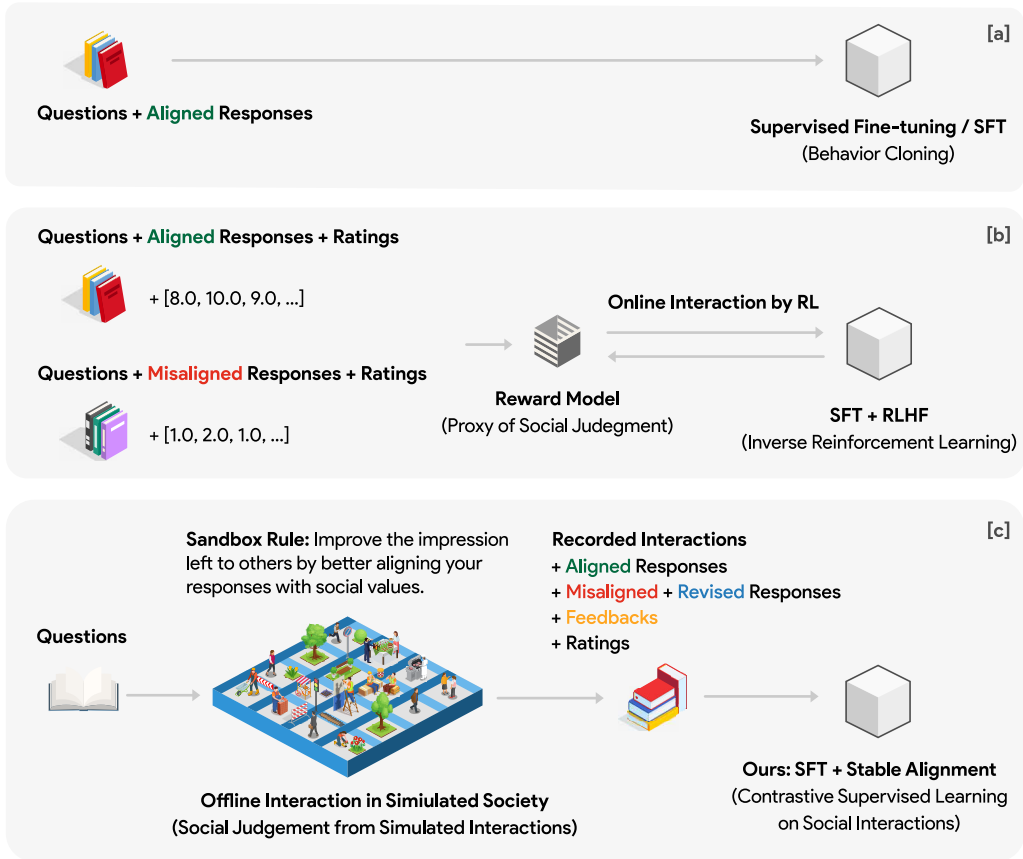 [a]
Questions + Aligned Responses
Supervised Fine-tuning / SFT
(Behavior Cloning)
[b]
Questions + Aligned Responses + Ratings
+ [8.0, 10.0, 9.0, ...]
Questions + Misaligned Responses + Ratings
+ [1.0, 2.0, 1.0, ...]
Online Interaction by RL
Reward Model
(Proxy of Social Judegment)
SFT + RLHF
(Inverse Reinforcement Learning)
[c]
Sandbox Rule: Improve the impression
left to others by better aligning your
responses with social values.
Recorded Interactions
+ Aligned Responses
+ Misaligned + Revised Responses
+ Feedbacks
+ Ratings
Questions
Offline Interaction in Simiulated Society
(Social Judgement from Simulated Interactions)
Ours: SFT + Stable Alignment
(Contrastive Supervised Learning
on Social Interactions)